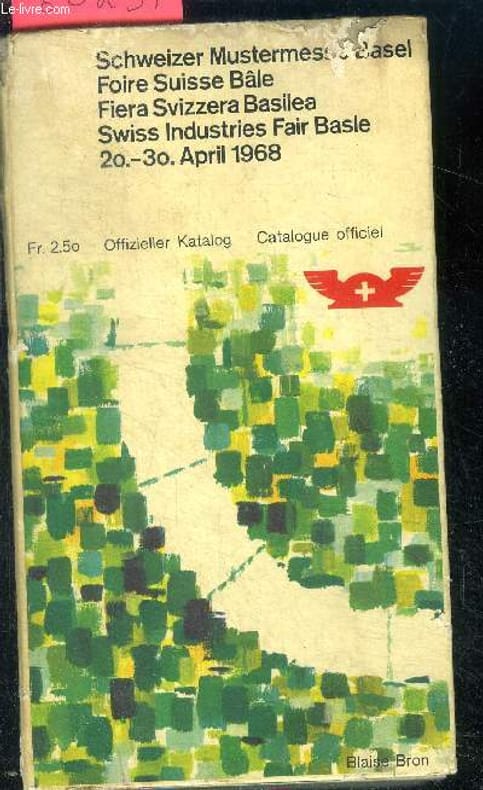 Le-livre.com
Schweizer Mustermesse Basel
Foire Suisse Bâle
Fiera Svizzera Basilea
Swiss Industries Fair Basle
20.-30. April 1968
Fr. 2.50 Offizieller Katalog Catalogue officiel
Blaise Bron